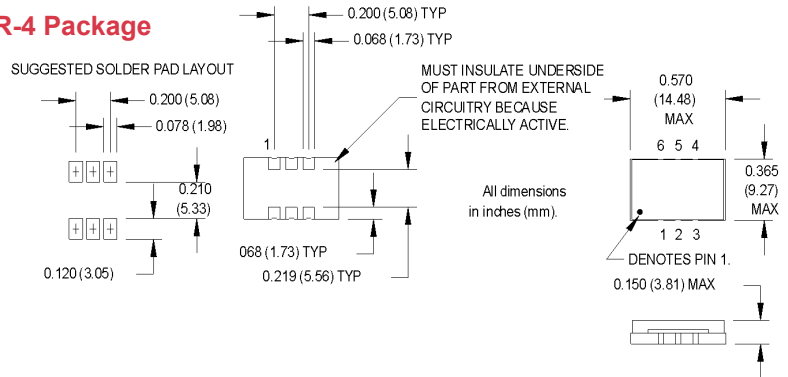 R-4 Package
SUGGESTED SOLDER PAD LAYOUT
0.200 (5.08)
0.078 (1.98)
0.210
(5.33)
0.120 (3.05)
0.200 (5.08) TYP
0.068 (1.73) TYP
1
MUST INSULATE UNDERSIDE
OF PART FROM EXTERNAL
CIRCUITRY BECAUSE
ELECTRICALLY ACTIVE.
068 (1.73) TYP
0.219 (5.56) TYP
All dimensions
in inches (mm).
0.570
(14.48)
MAX
6 5 4
0.365
(9.27)
MAX
1 2 3
DENOTES PIN 1.
0.150 (3.81) MAX